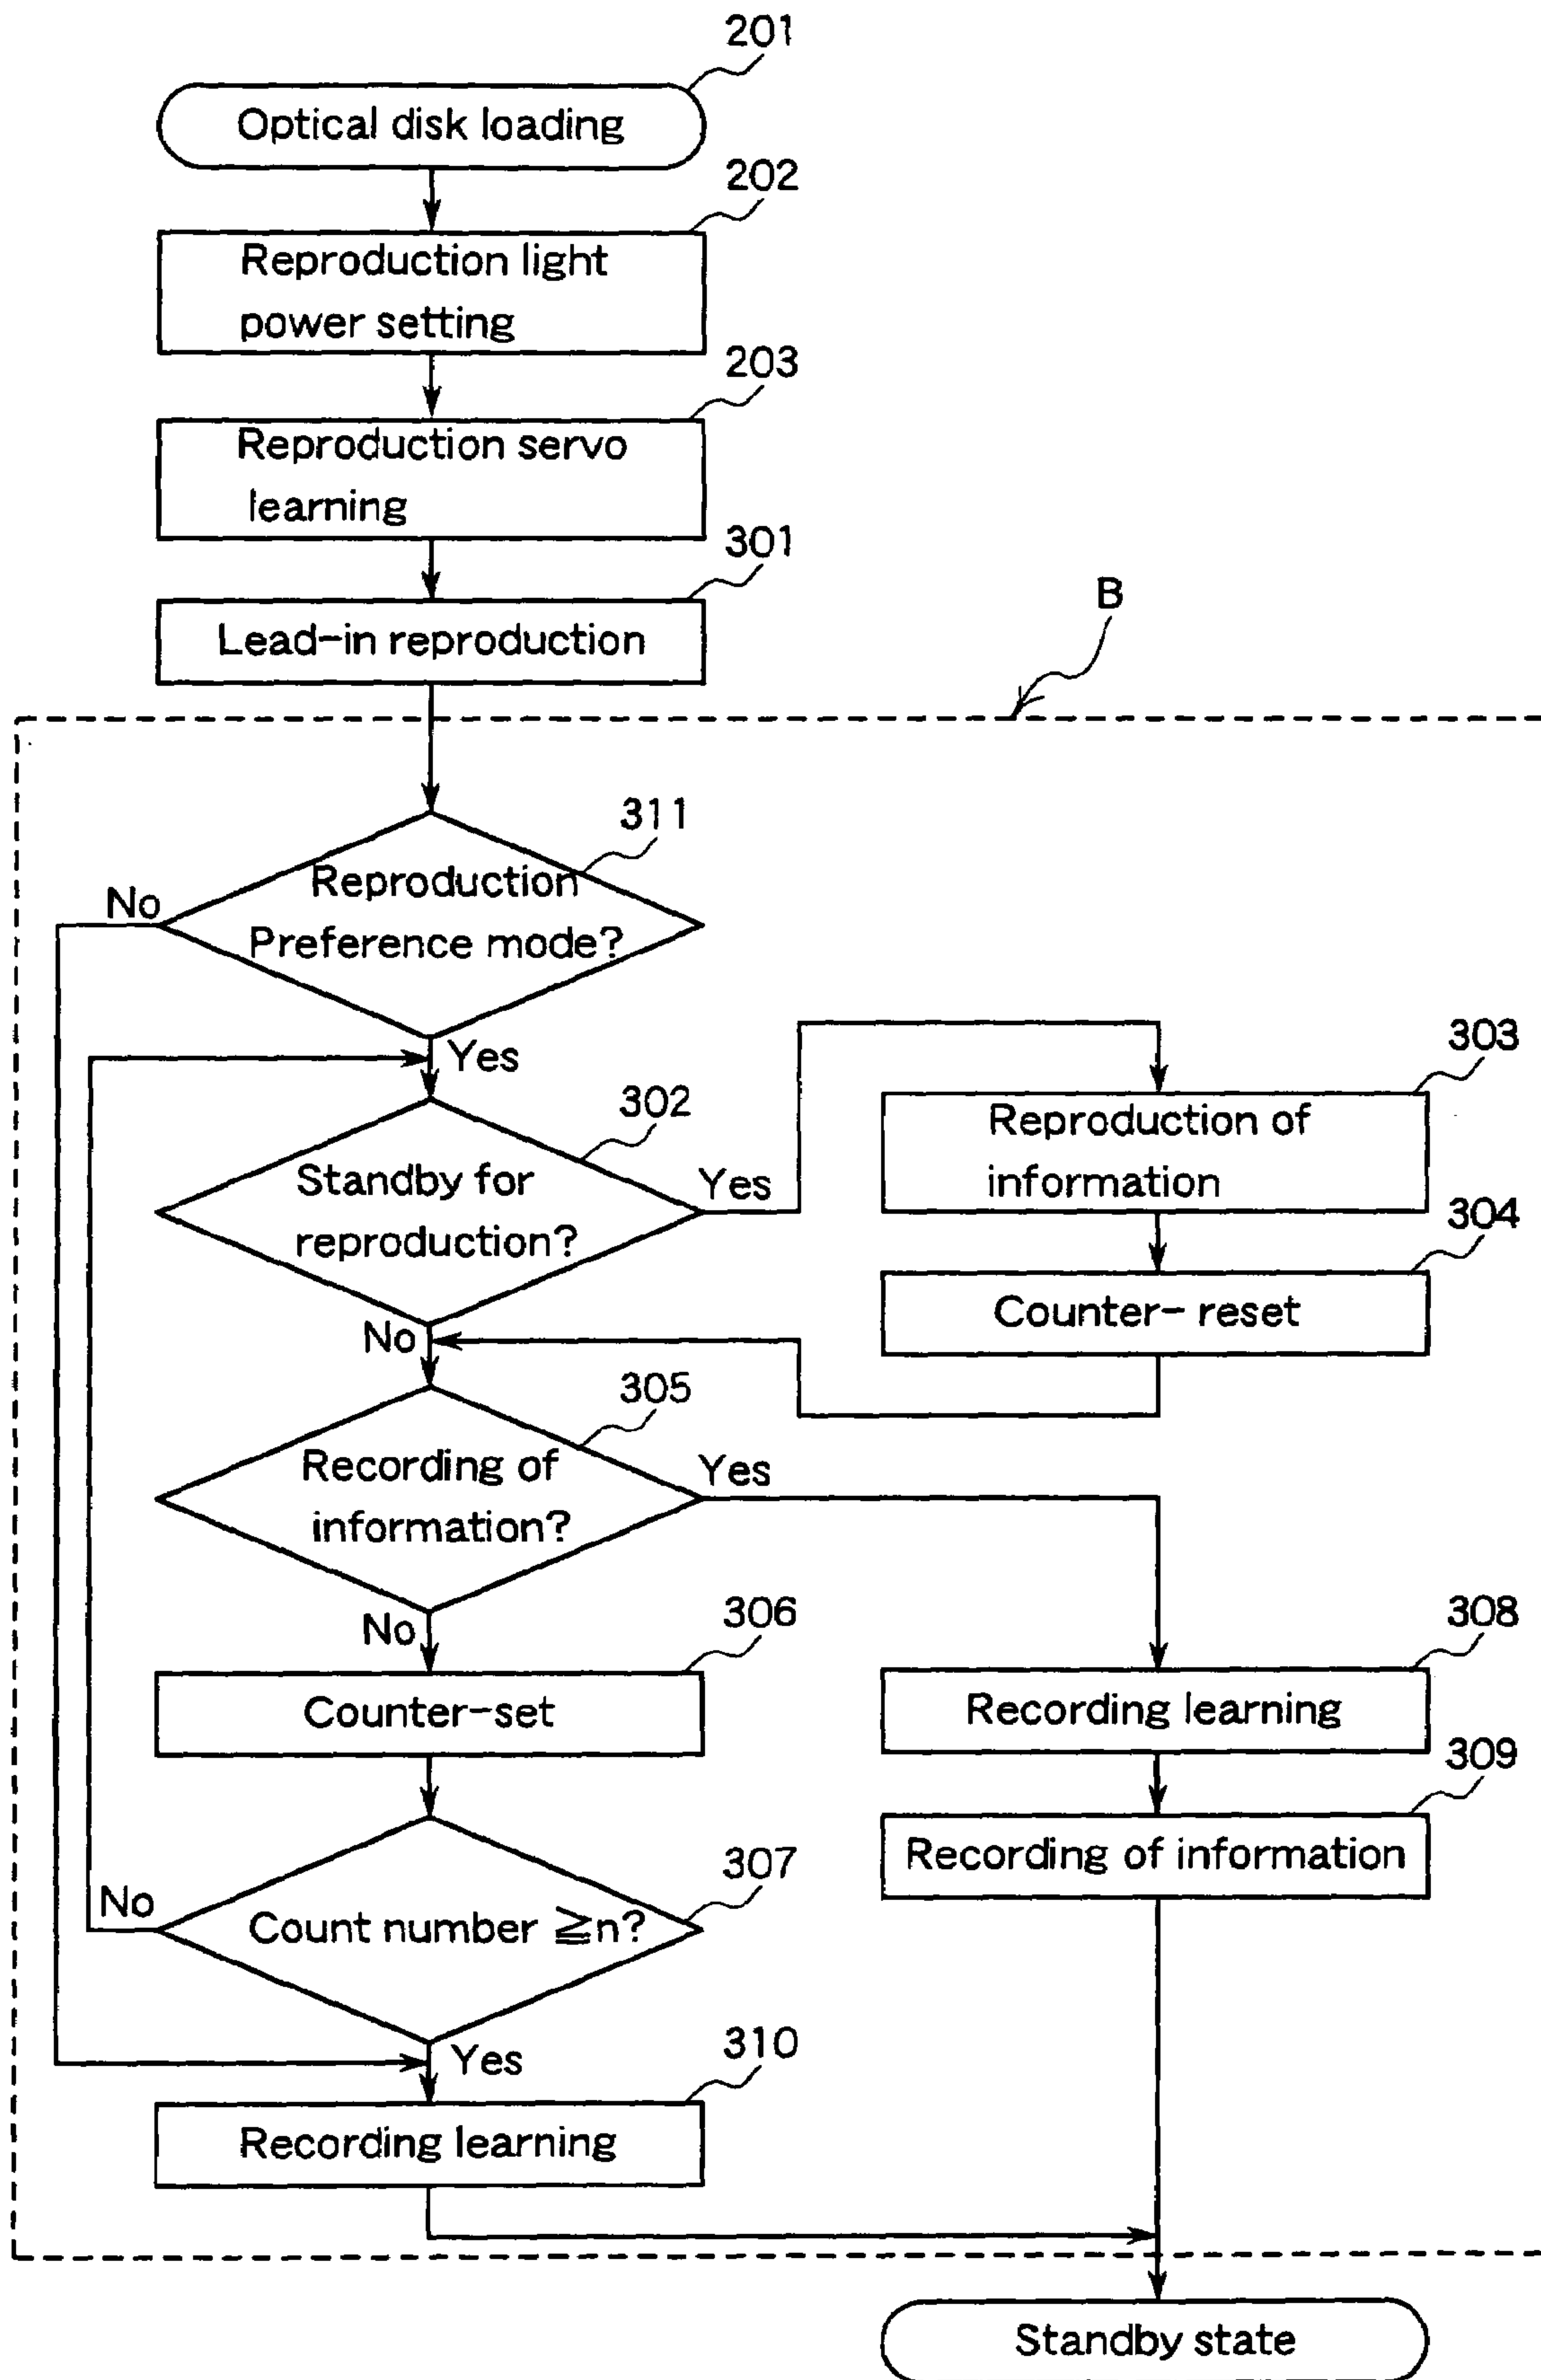 201
Optical disk loading
202
Reproduction light
power setting
203
Reproduction servo
learning
301
Lead-in reproduction
B
311
Reproduction
Preference mode?
No
Yes
302
Standby for
reproduction?
Yes
No
303
Reproduction of
information
304
Counter- reset
305
Recording of
information?
Yes
No
306
Counter-set
308
Recording learning
309
Recording of information
307
Count number ≧n?
No
Yes
310
Recording learning
Standby state